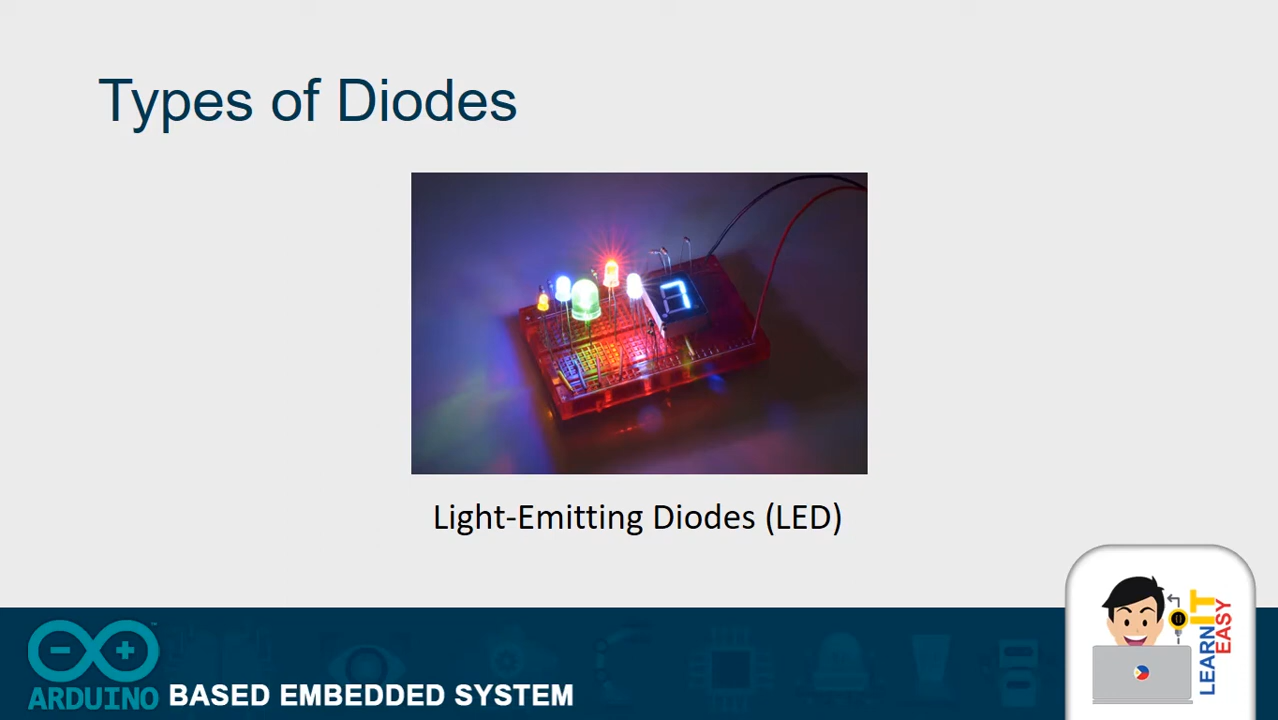 Types of Diodes
Light-Emitting Diodes (LED)
ARDUINO
BASED EMBEDDED SYSTEM
LEARN IT EASY